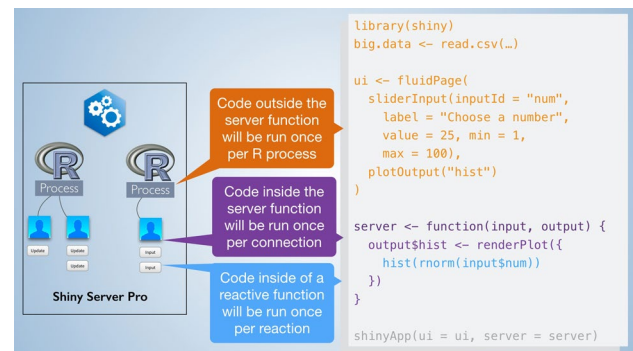 Process
Process
Update
Update
Input
Update
Input
Shiny Server Pro
Code outside the
server function
will be run once
per R process
Code inside the
server function
will be run once
per connection
Code inside of a
reactive function
will be run once
per reaction
library(shiny)
big.data <- read.csv(…)
ui <- fluidPage(
sliderInput(inputId = "num",
label = "Choose a number",
value = 25, min = 1,
max = 100),
plotOutput("hist")
)
server <- function(input, output) {
output$hist <- renderPlot({
hist(rnorm(input$num))
})
}
shinyApp(ui = ui, server = server)